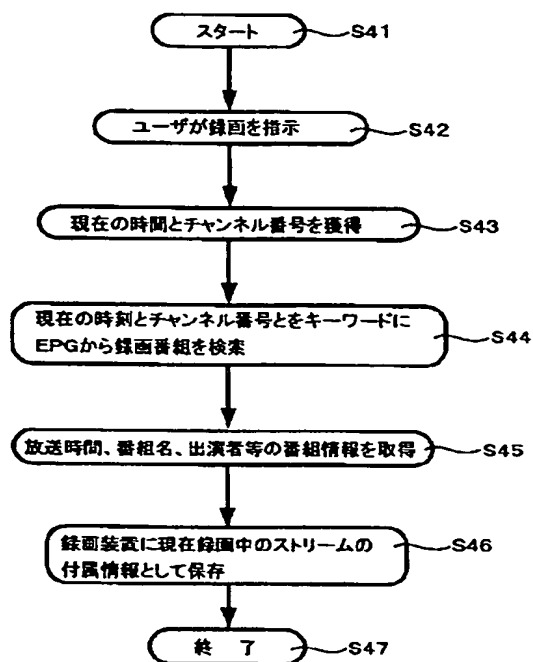 スタート
S41
ユーザが録画を指示
S42
現在の時間とチャンネル番号を獲得
S43
現在の時刻とチャンネル番号とをキーワードに
EPGから録画番組を検索
S44
放送時間、番組名、出演者等の番組情報を取得
S45
録画装置に現在録画中のストリームの
付属情報として保存
S46
終 了
S47